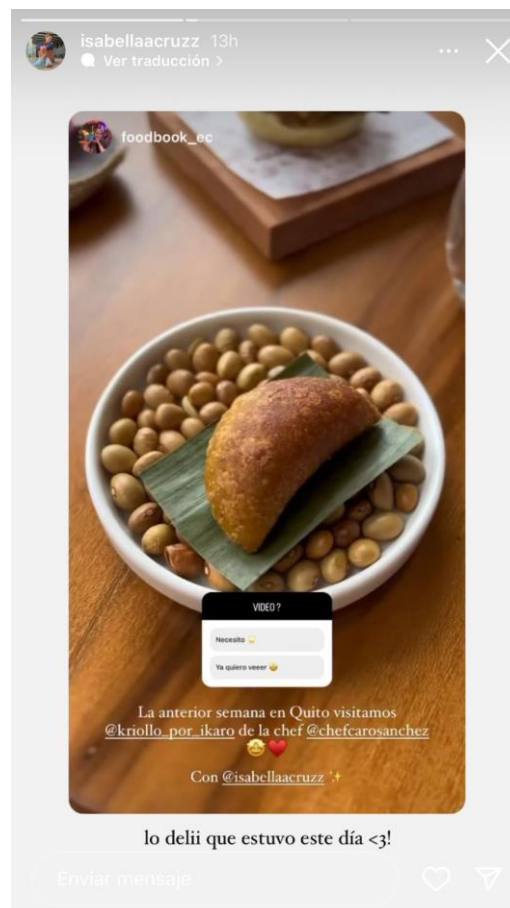 isabellaacruzz 13h
Ver traducción >
foodbook_ec
VIDEO ?
Necesito
Ya quiero veeer 🤩
La anterior semana en Quito visitamos
@kriollo_por_ikaro de la chef @chefcarosanchez
🤩❤️
Con @isabellaacruzz ✨
lo delii que estuvo este día <3!
Enviar mensaje